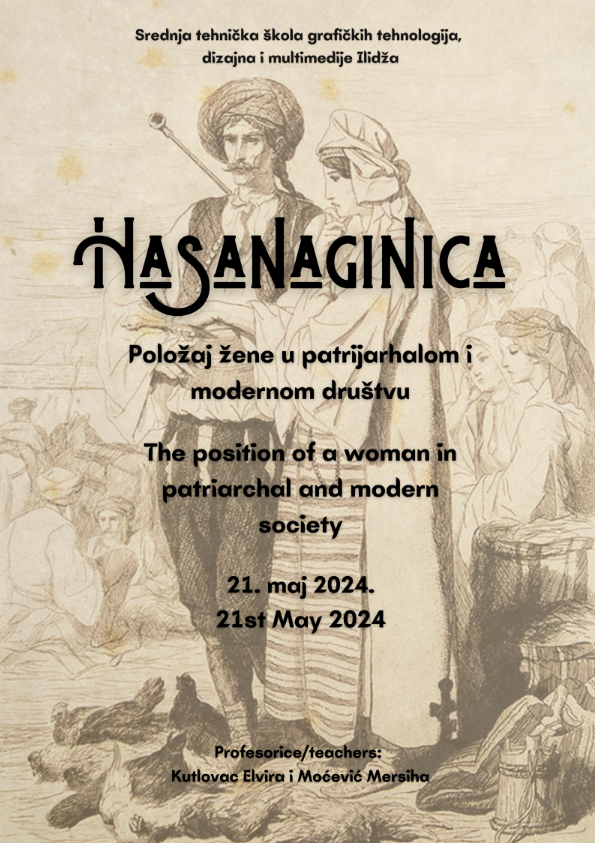 Srednja tehnička škola grafičkih tehnologija,
dizajna i multimedije Ilidža
HASANAGINICA
Položaj žene u patrijarhalom i
modernom društvu
The position of a woman in
patriarchal and modern
society
21. maj 2024.
21st May 2024
Profesorice/teachers:
Kutlovac Elvira i Moćević Mersiha